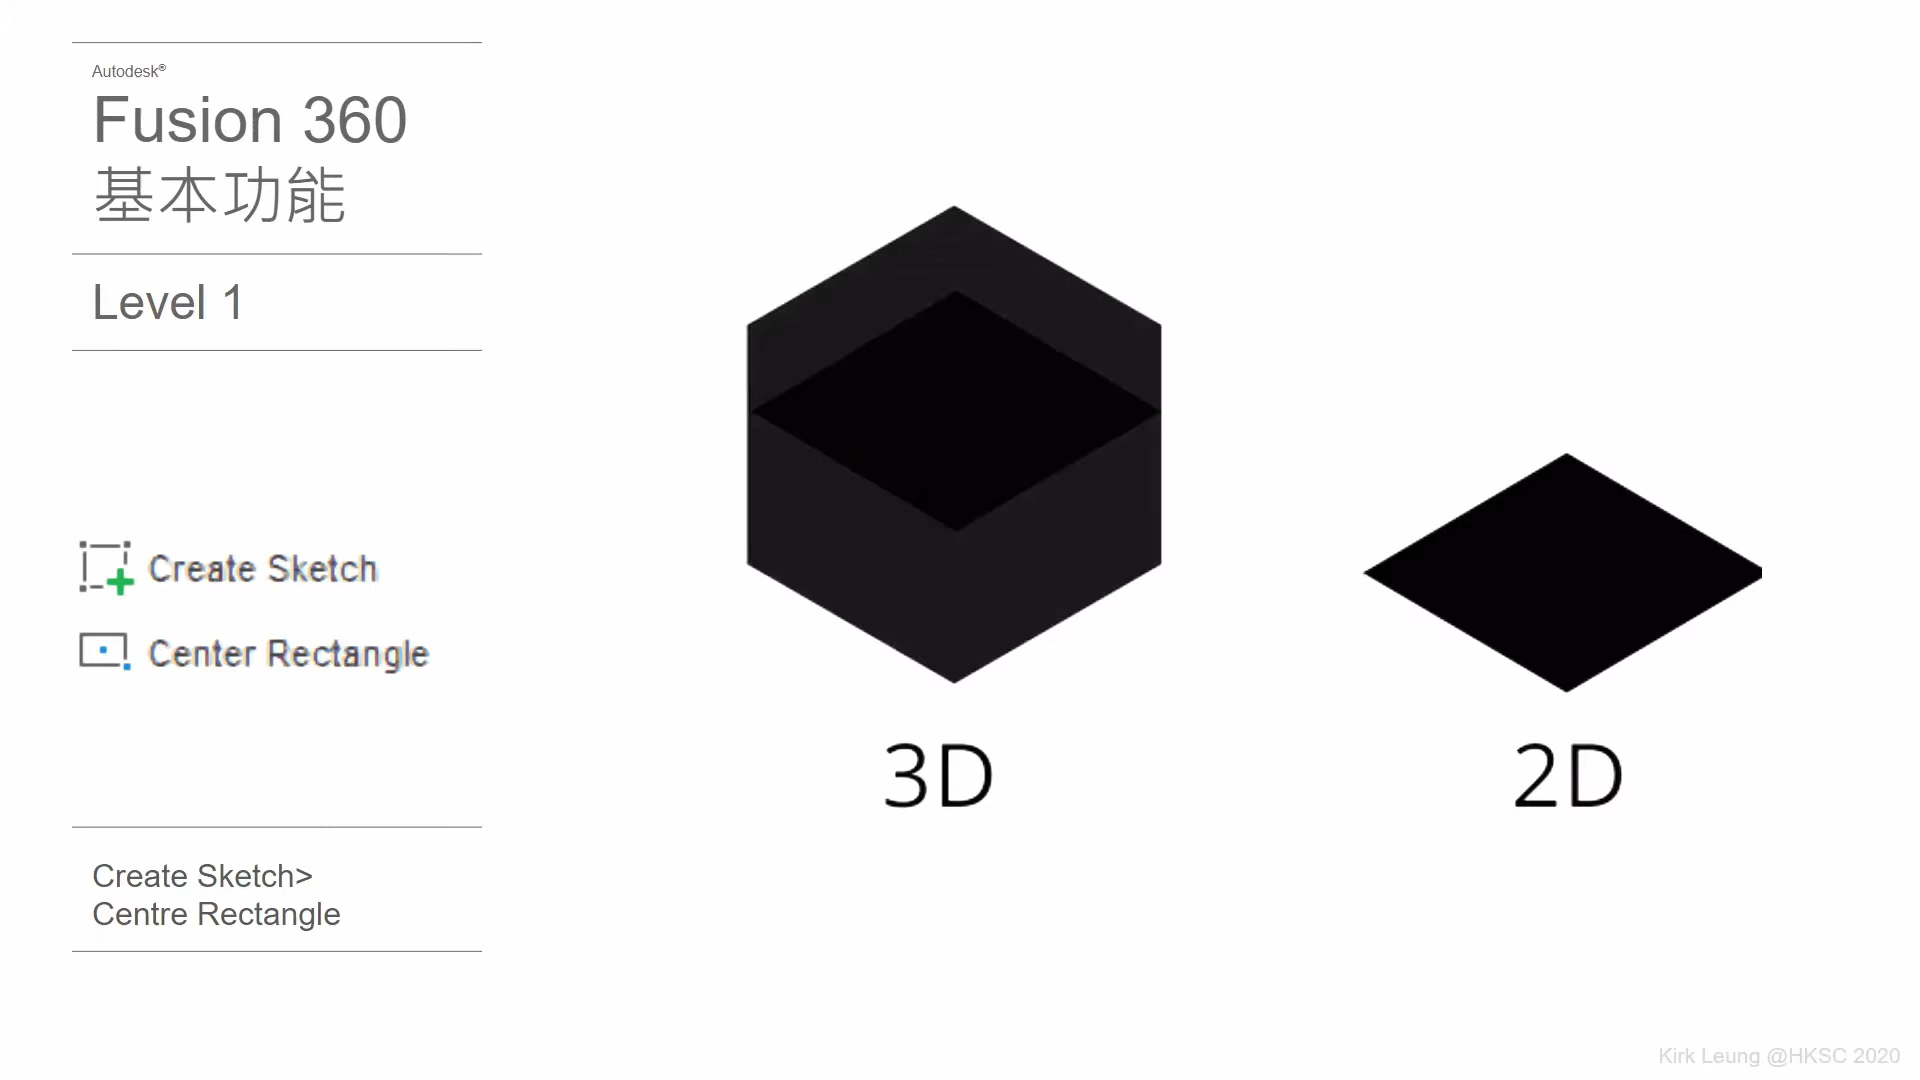 Autodesk®
Fusion 360
基本功能
Level 1
Create Sketch
Center Rectangle
Create Sketch>
Centre Rectangle
3D
2D
Kirk Leung @HKSC 2020